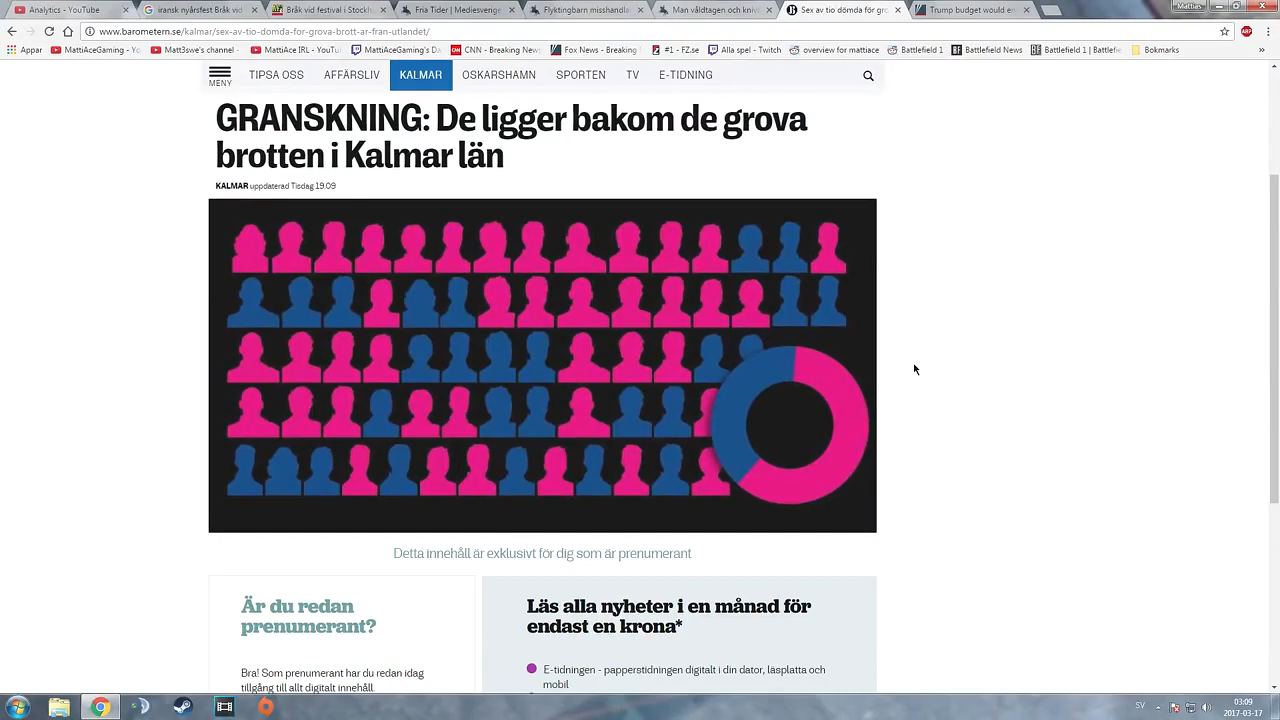 Analytics - YouTube
iransk nyårsfest Bråk vid
Bråk vid festival i Stockh
Fria Tider | Mediesvenge
Flyktingbarn misshandla
Man våldtagen och kniv
Sex av tio dömda för gro
Trump budget would en
Mattias
www.barometern.se/kalmar/sex-av-tio-domda-for-grova-brott-ar-fran-utlandet/
Appar
MattiAceGaming - Yo
Matt3swe's channel -
MattiAce IRL - YouTu
MattiAceGaming's Da
CNN - Breaking News
Fox News - Breaking
#1 - FZ.se
Alla spel - Twitch
overview for mattiace
Battlefield 1
Battlefield News
Battlefield 1 | Battlefie
Bokmärks
MENY
TIPSA OSS
AFFÄRSLIV
KALMAR
OSKARSHAMN
SPORTEN
TV
E-TIDNING
GRANSKNING: De ligger bakom de grova
brotten i Kalmar län
KALMAR uppdaterad Tisdag 19:09
Detta innehåll är exklusivt för dig som är prenumerant
Är du redan
prenumerant?
Bra! Som prenumerant har du redan idag
tillgång till allt digitalt innehåll.
Läs alla nyheter i en månad för
endast en krona*
E-tidningen - papperstidningen digitalt i din dator, läsplatta och
mobil
SV
03:09
2017-03-17